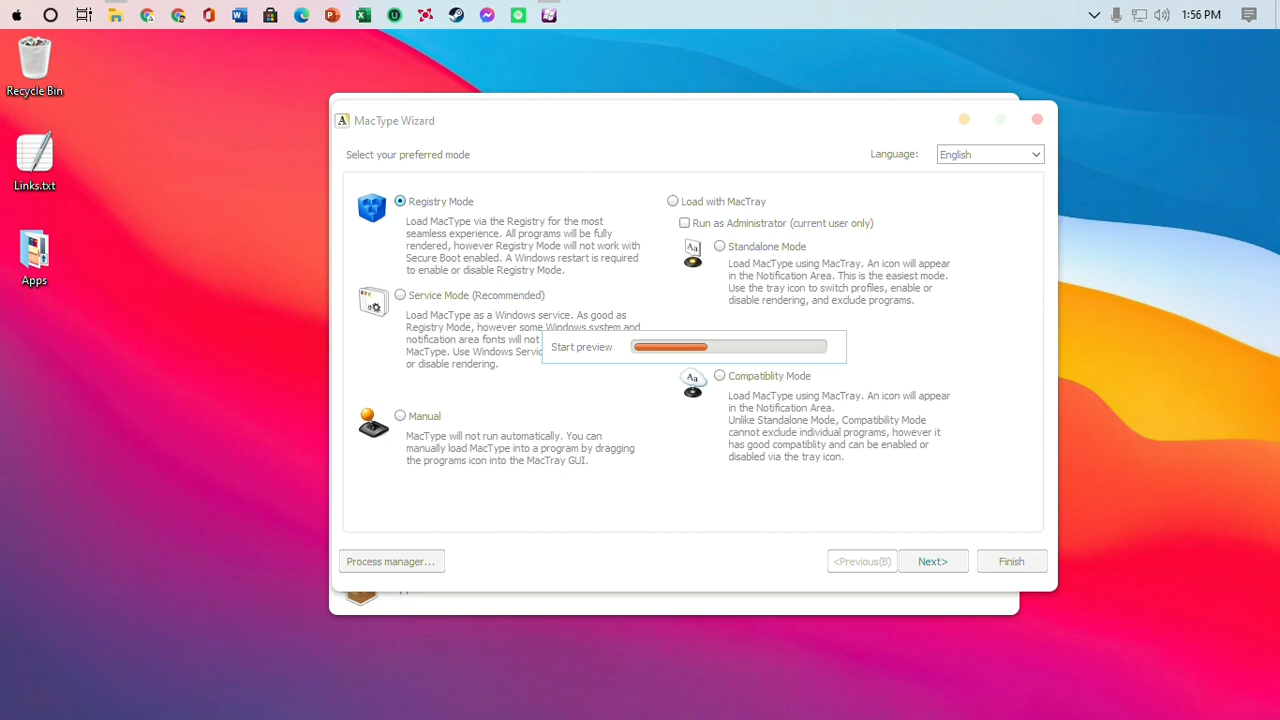 1:56 PM
Recycle Bin
Links.txt
Apps
MacType Wizard
Select your preferred mode
Language:
English
Registry Mode
Load MacType via the Registry for the most
seamless experience. All programs will be fully
rendered, however Registry Mode will not work with
Secure Boot enabled. A Windows restart is required
to enable or disable Registry Mode.
Service Mode (Recommended)
Load MacType as a Windows service. As good as
Registry Mode, however some Windows system and
notification area fonts will not
MacType. Use Windows Servic
or disable rendering.
Manual
MacType will not run automatically. You can
manually load MacType into a program by dragging
the programs icon into the MacTray GUI.
Load with MacTray
Run as Administrator (current user only)
Aa
Standalone Mode
Load MacType using MacTray. An icon will appear
in the Notification Area. This is the easiest mode.
Use the tray icon to switch profiles, enable or
disable rendering, and exclude programs.
Start preview
Aa
Compatiblity Mode
Load MacType using MacTray. An icon will appear
in the Notification Area.
Unlike Standalone Mode, Compatibility Mode
cannot exclude individual programs, however it
has good compatiblity and can be enabled or
disabled via the tray icon.
Process manager...
<Previous(B)
Next>
Finish